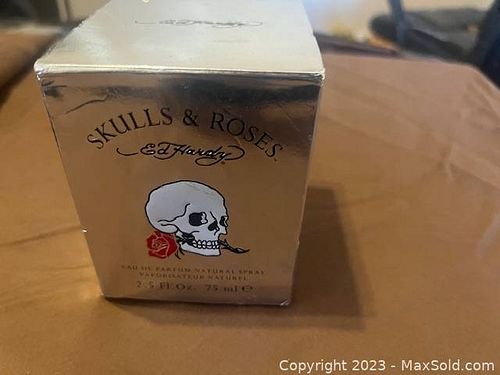 SKULLS & ROSES
Ed Hardy
EAU DE PARFUM NATURAL SPRAY
VAPORISATEUR NATUREL
2.5 Fl. Oz. 75 ml ℮
Copyright 2023 - MaxSold.com